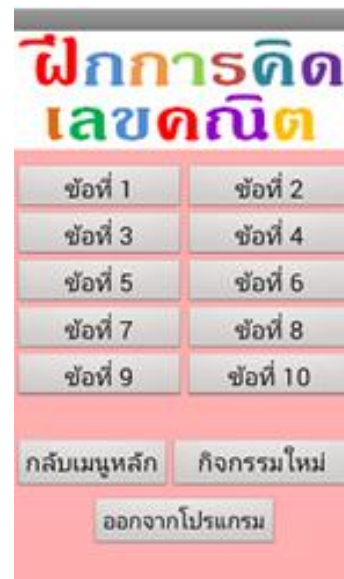 ฝึกการคิด
เลขคณิต
ข้อที่ 1 ข้อที่ 2
ข้อที่ 3 ข้อที่ 4
ข้อที่ 5 ข้อที่ 6
ข้อที่ 7 ข้อที่ 8
ข้อที่ 9 ข้อที่ 10
กลับเมนูหลัก กิจกรรมใหม่
ออกจากโปรแกรม